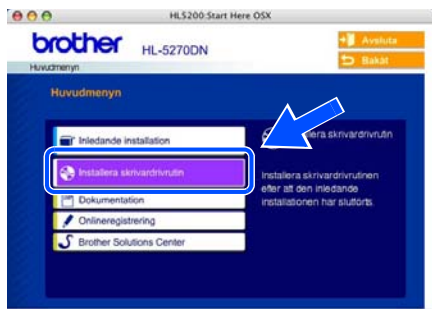 HL5200:Start Here OSX
brother HL-5270DN
Avsluta
Bakåt
Huvudmenyn
Huvudmenyn
Inledande installation
Installera skrivardrivrutin
Dokumentation
Onlineregistrering
Brother Solutions Center
era skrivardrivrutin
Installera skrivardrivrutinen
efter att den inledande
installationen har slutförts.